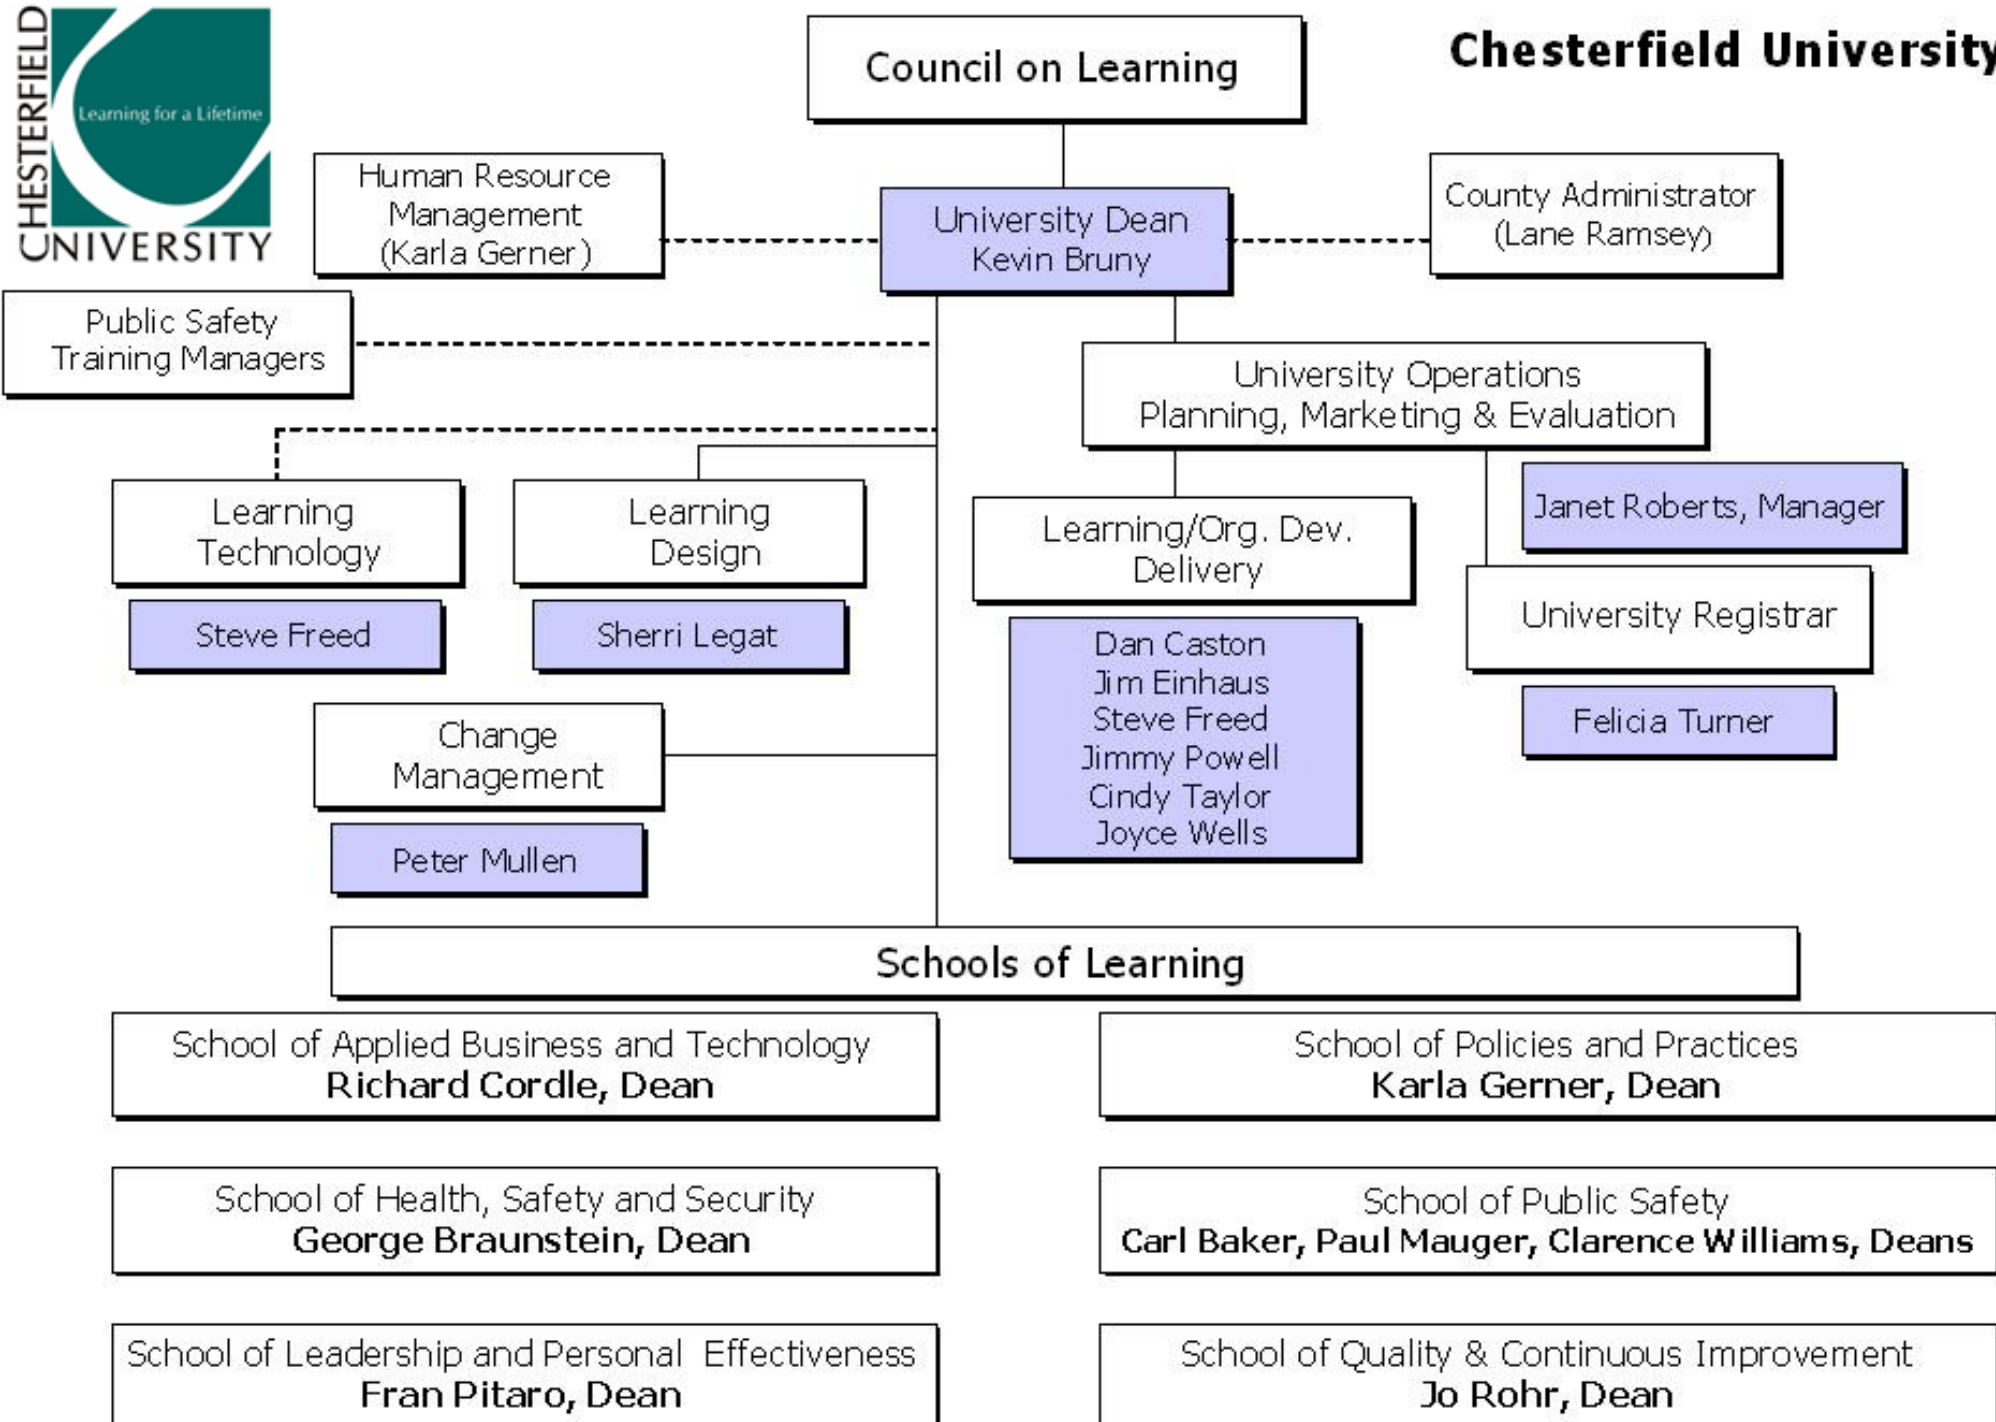 CHESTERFIELD
UNIVERSITY
Learning for a Lifetime
Chesterfield University
Council on Learning
Human Resource
Management
(Karla Gerner)
University Dean
Kevin Bruny
County Administrator
(Lane Ramsey)
Public Safety
Training Managers
University Operations
Planning, Marketing & Evaluation
Learning
Technology
Steve Freed
Learning
Design
Sherri Legat
Learning/Org. Dev.
Delivery
Dan Caston
Jim Einhaus
Steve Freed
Jimmy Powell
Cindy Taylor
Joyce Wells
Janet Roberts, Manager
University Registrar
Felicia Turner
Change
Management
Peter Mullen
Schools of Learning
School of Applied Business and Technology
Richard Cordle, Dean
School of Policies and Practices
Karla Gerner, Dean
School of Health, Safety and Security
George Braunstein, Dean
School of Public Safety
Carl Baker, Paul Mauger, Clarence Williams, Deans
School of Leadership and Personal Effectiveness
Fran Pitaro, Dean
School of Quality & Continuous Improvement
Jo Rohr, Dean